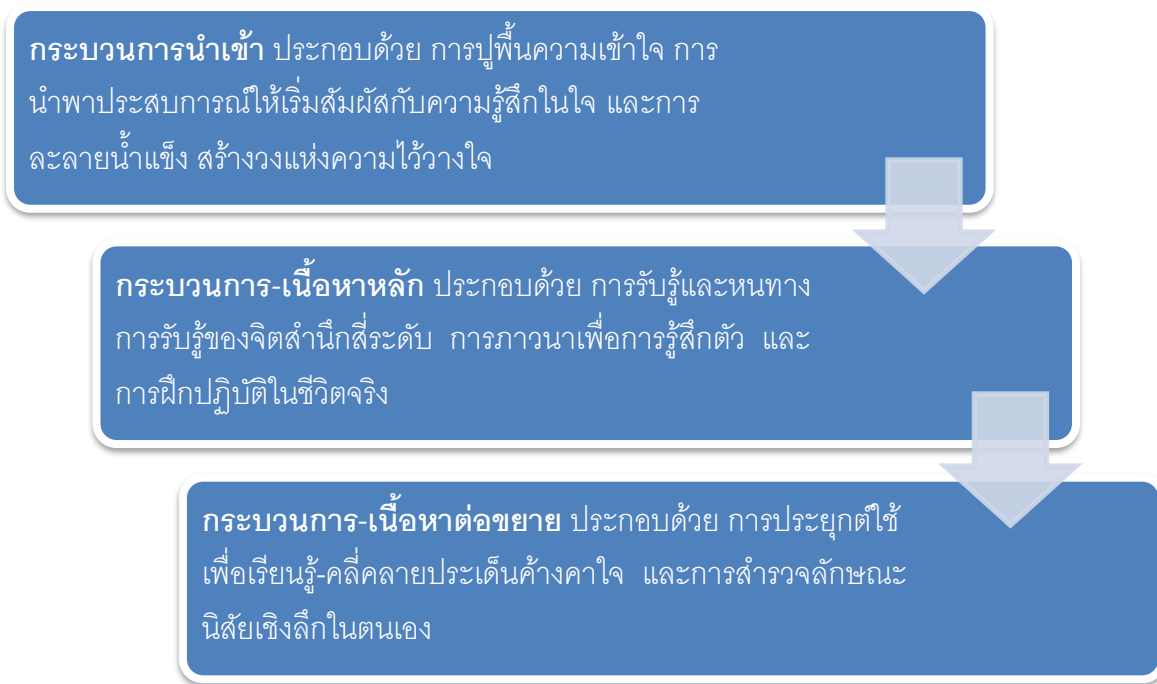 กระบวนการนำเข้า ประกอบด้วย การปูพื้นความเข้าใจ การ
นำพาประสบการณ์ให้เริ่มสัมผัสกับความรู้สึกในใจ และการ
ละลายน้ำแข็ง สร้างวงแห่งความไว้วางใจ
กระบวนการ-เนื้อหาหลัก ประกอบด้วย การรับรู้และหนทาง
การรับรู้ของจิตสำนึกสี่ระดับ การภาวนาเพื่อการรู้สึกตัว และ
การฝึกปฏิบัติในชีวิตจริง
กระบวนการ-เนื้อหาต่อขยาย ประกอบด้วย การประยุกต์ใช้
เพื่อเรียนรู้-คลี่คลายประเด็นค้างคาใจ และการสำรวจลักษณะ
นิสัยเชิงลึกในตนเอง